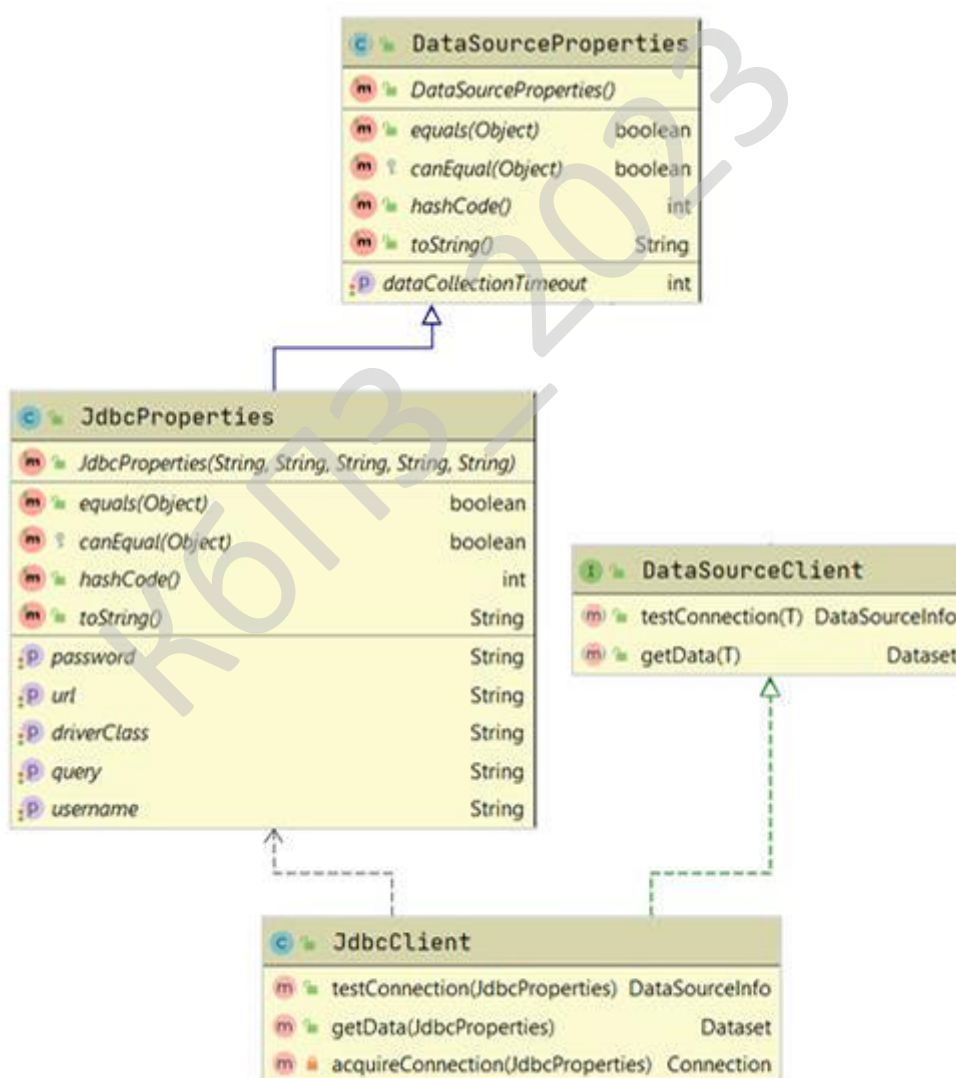 DataSourceProperties
DataSourceProperties()
equals(Object) boolean
canEqual(Object) boolean
hashCode() int
toString() String
dataCollectionTimeout int
JdbcProperties
JdbcProperties(String, String, String, String, String)
equals(Object) boolean
canEqual(Object) boolean
hashCode() int
toString() String
password String
url String
driverClass String
query String
username String
DataSourceClient
testConnection(T) DataSourceInfo
getData(T) Dataset
JdbcClient
testConnection(JdbcProperties) DataSourceInfo
getData(JdbcProperties) Dataset
acquireConnection(JdbcProperties) Connection
КБПЗ_2023